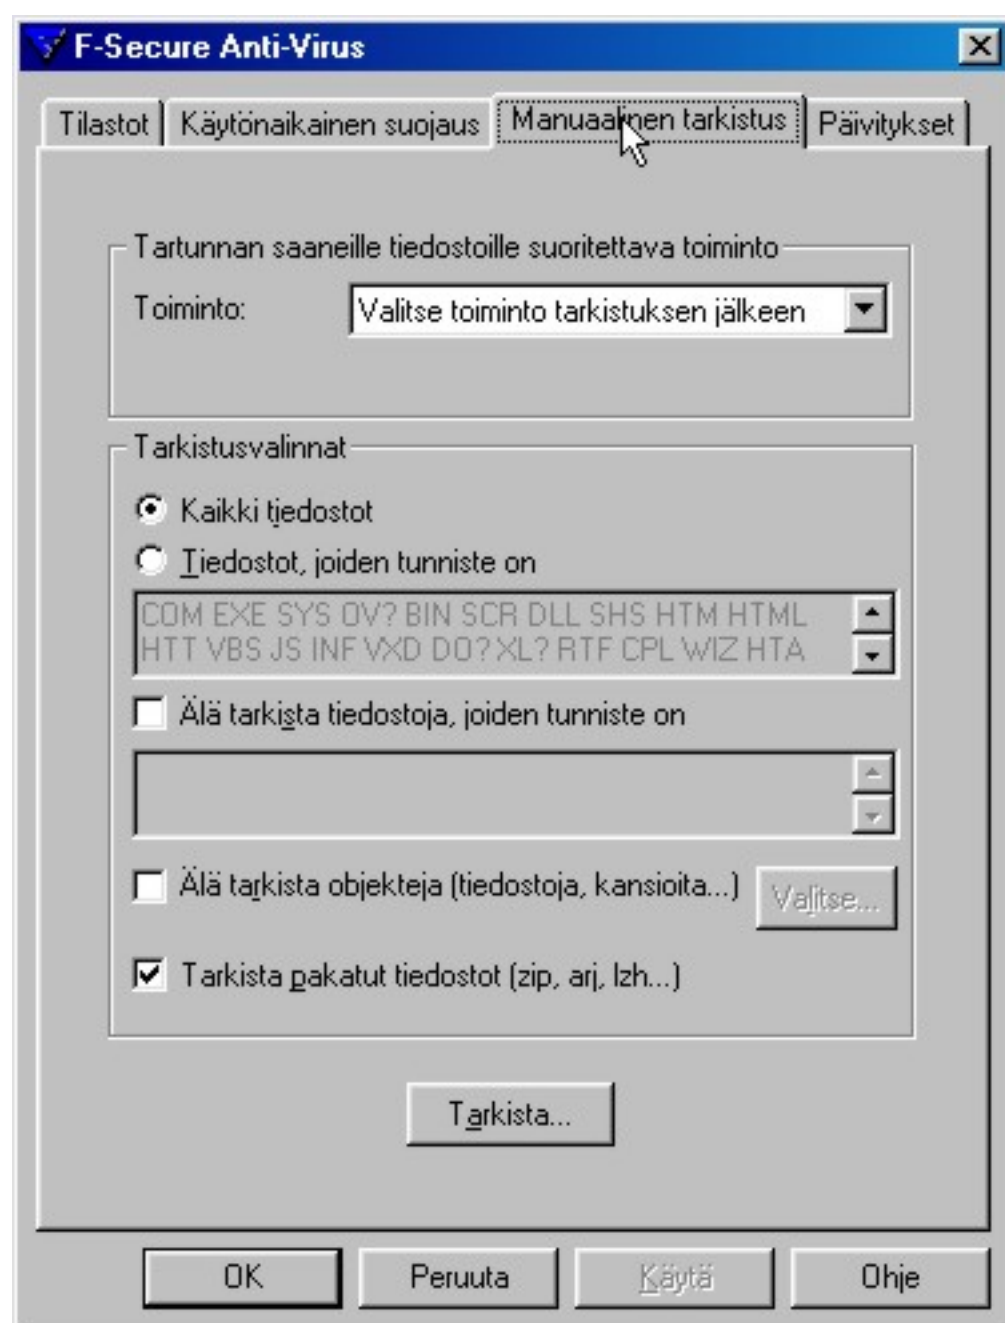 F-Secure Anti-Virus
Tilastot
Käytönaikainen suojaus
Manuaalinen tarkistus
Päivitykset
Tartunnan saaneille tiedostoille suoritettava toiminto
Toiminto:
Valitse toiminto tarkistuksen jälkeen
Tarkistusvalinnat
Kaikki tiedostot
Tiedostot, joiden tunniste on
COM EXE SYS OV? BIN SCR DLL SHS HTM HTML
HTT VBS JS INF VXD DO? XL? RTF CPL WIZ HTA
Älä tarkista tiedostoja, joiden tunniste on
Älä tarkista objekteja (tiedostoja, kansioita...)
Valitse...
Tarkista pakatut tiedostot (zip, arj, lzh...)
Tarkista...
OK
Peruuta
Käytä
Ohje